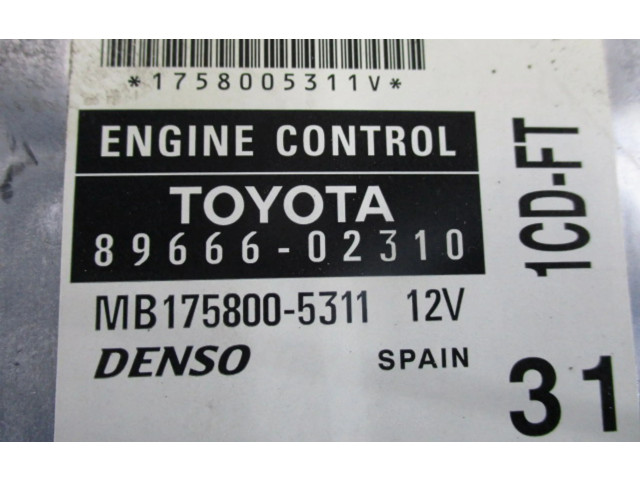 *1758005311V*
ENGINE CONTROL
TOYOTA
89666-02310
MB175800-5311 12V
DENSO SPAIN
1CD-FT
31